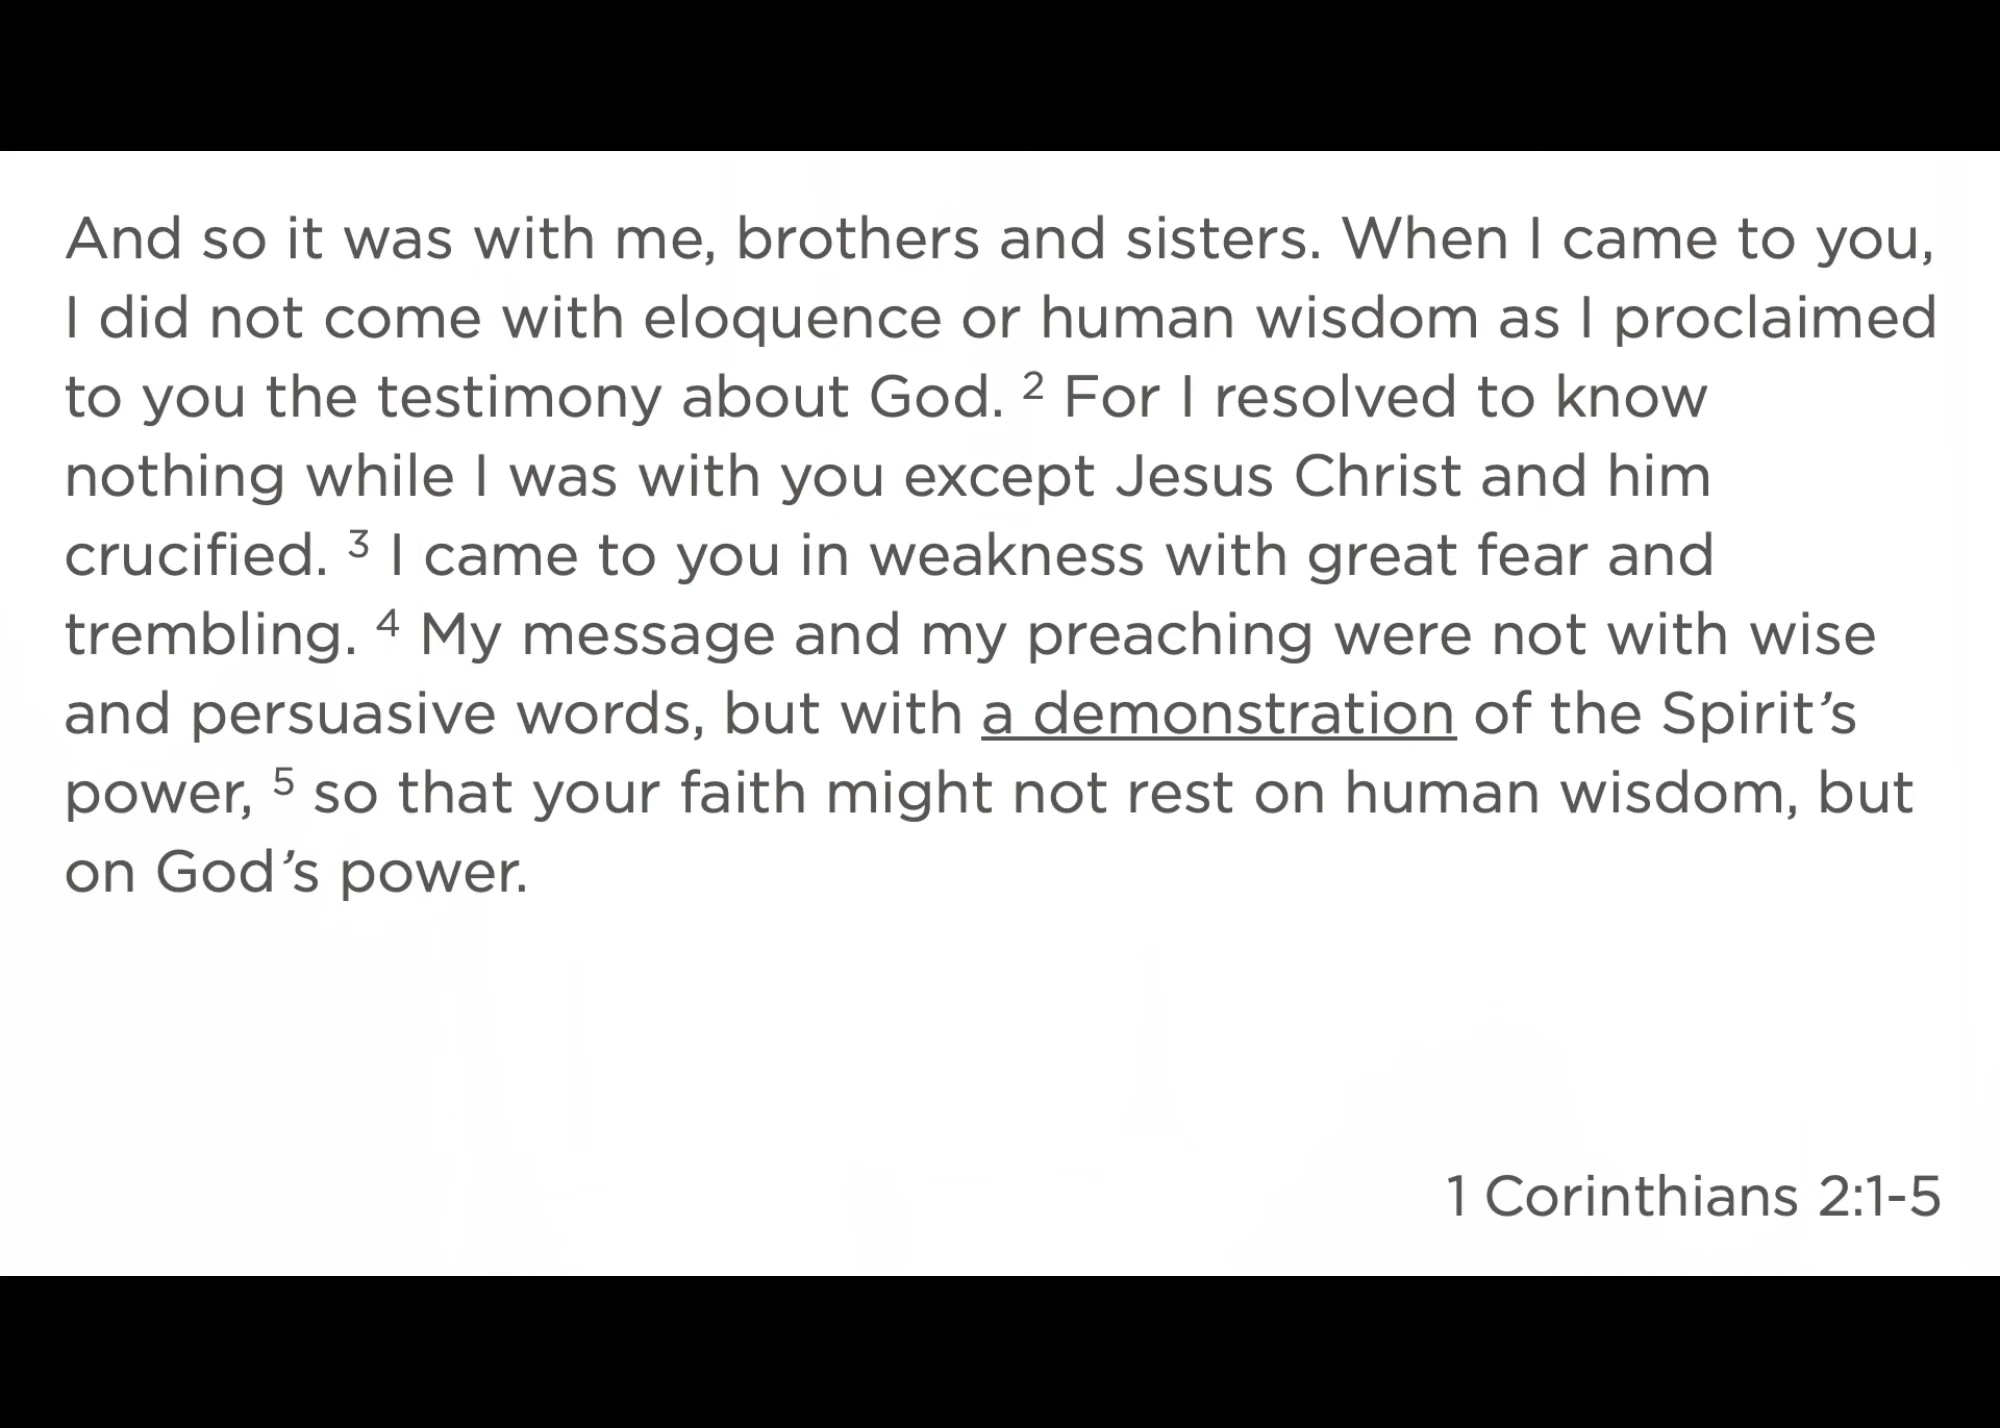 And so it was with me, brothers and sisters. When I came to you,
I did not come with eloquence or human wisdom as I proclaimed
to you the testimony about God. ² For I resolved to know
nothing while I was with you except Jesus Christ and him
crucified. ³ I came to you in weakness with great fear and
trembling. ⁴ My message and my preaching were not with wise
and persuasive words, but with a demonstration of the Spirit’s
power, ⁵ so that your faith might not rest on human wisdom, but
on God’s power.
1 Corinthians 2:1-5